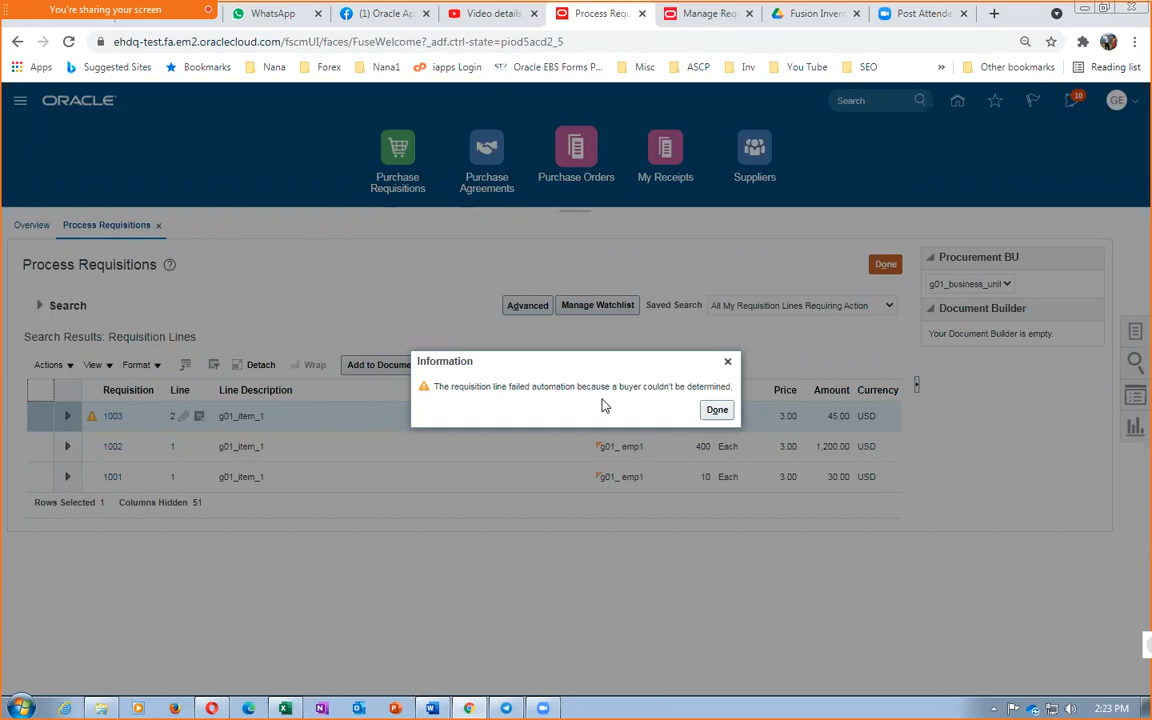 You're sharing your screen
WhatsApp
(1) Oracle Ap
Video details
Process Requ
Manage Req
Fusion Invent
Post Attende
ehdq-test.fa.em2.oraclecloud.com/fscmUI/faces/FuseWelcome?_adf.ctrl-state=piod5acd2_5
Apps
Suggested Sites
Bookmarks
Nana
Forex
Nana1
iapps Login
Oracle EBS Forms P...
Misc
ASCP
Inv
You Tube
SEO
»
Other bookmarks
Reading list
ORACLE
Search
10
GE
Purchase Requisitions
Purchase Agreements
Purchase Orders
My Receipts
Suppliers
Overview
Process Requisitions
Process Requisitions
Done
Procurement BU
g01_business_unit
Document Builder
Your Document Builder is empty.
Search
Advanced
Manage Watchlist
Saved Search
All My Requisition Lines Requiring Action
Search Results: Requisition Lines
Actions
View
Format
Detach
Wrap
Add to Docume
Information
The requisition line failed automation because a buyer couldn't be determined.
Done
Requisition Line Line Description Price Amount Currency
1003 2 g01_item_1 3.00 45.00 USD
1002 1 g01_item_1 g01_ emp1 400 Each 3.00 1,200.00 USD
1001 1 g01_item_1 g01_ emp1 10 Each 3.00 30.00 USD
Rows Selected 1 Columns Hidden 51
2:23 PM